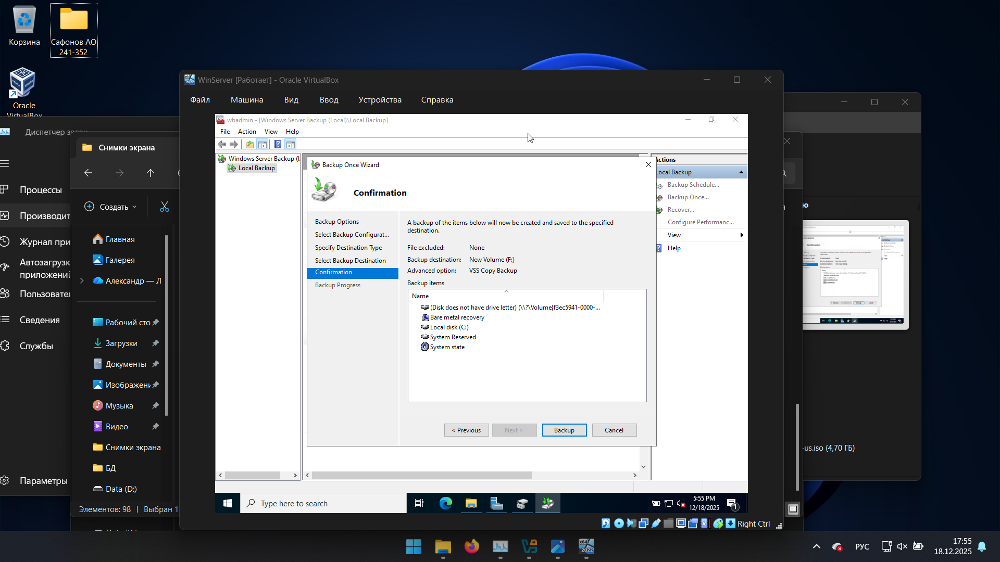 Корзина
Сафонов АО
241-352
Oracle
VirtualBox
Диспетчер задач
Процессы
Производит
Журнал при
Автозагрузк
приложений
Пользовател
Сведения
Службы
Параметры
Снимки экрана
Создать
Главная
Галерея
Александр — Л
Рабочий сто
Загрузки
Документы
Изображени
Музыка
Видео
Снимки экрана
БД
Data (D:)
Элементов: 98
Выбран 1
WinServer [Работает] - Oracle VirtualBox
Файл
Машина
Вид
Ввод
Устройства
Справка
wbadmin - [Windows Server Backup (Local)\Local Backup]
File
Action
View
Help
Windows Server Backup (L
Local Backup
Backup Once Wizard
Confirmation
Backup Options
Select Backup Configurat...
Specify Destination Type
Select Backup Destination
Confirmation
Backup Progress
A backup of the items below will now be created and saved to the specified
destination.
File excluded: None
Backup destination: New Volume (F:)
Advanced option: VSS Copy Backup
Backup items
Name
(Disk does not have drive letter) (\\?\Volume{f3ec5941-0000-...
Bare metal recovery
Local disk (C:)
System Reserved
System state
< Previous
Next >
Backup
Cancel
Actions
Local Backup
Backup Schedule...
Backup Once...
Recover...
Configure Performanc...
View
Help
Type here to search
5:55 PM
12/18/2025
1
Right Ctrl
ю
я
-us.iso (4,70 ГБ)
x64
2022
РУС
17:55
18.12.2025